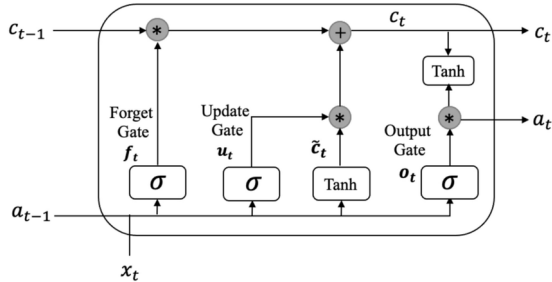 c_{t-1}
*
+
c_t
c_t
Tanh
Forget
Gate
f_t
Update
Gate
u_t
*
c̃_t
Output
Gate
o_t
*
a_t
σ
σ
Tanh
σ
a_{t-1}
x_t